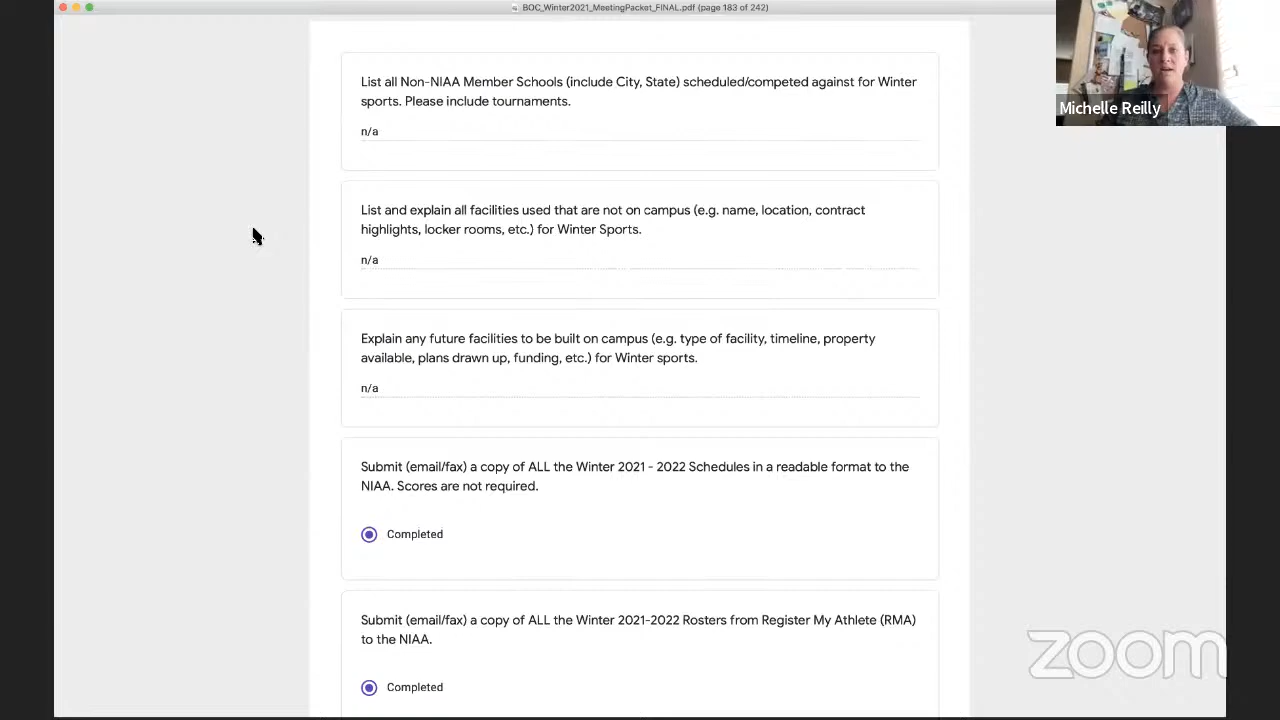 BOC_Winter2021_MeetingPacket_FINAL.pdf (page 183 of 242)
List all Non-NIAA Member Schools (include City, State) scheduled/competed against for Winter
sports. Please include tournaments.
n/a
List and explain all facilities used that are not on campus (e.g. name, location, contract
highlights, locker rooms, etc.) for Winter Sports.
n/a
Explain any future facilities to be built on campus (e.g. type of facility, timeline, property
available, plans drawn up, funding, etc.) for Winter sports.
n/a
Submit (email/fax) a copy of ALL the Winter 2021 - 2022 Schedules in a readable format to the
NIAA. Scores are not required.
Completed
Submit (email/fax) a copy of ALL the Winter 2021-2022 Rosters from Register My Athlete (RMA)
to the NIAA.
Completed
Michelle Reilly
zoom